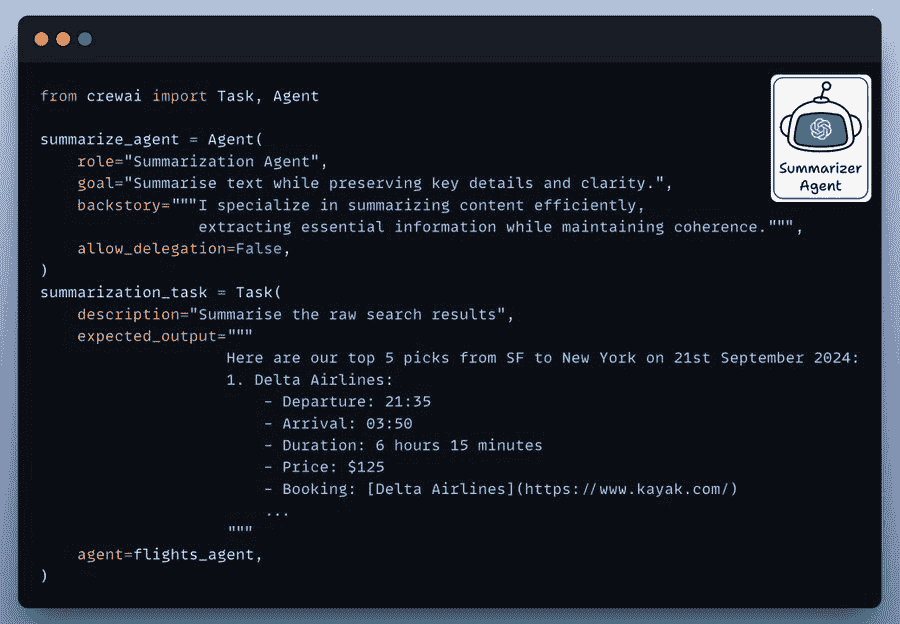 from crewai import Task, Agent
summarize_agent = Agent(
    role="Summarization Agent",
    goal="Summarise text while preserving key details and clarity.",
    backstory="""I specialize in summarizing content efficiently,
                 extracting essential information while maintaining coherence.""",
    allow_delegation=False,
)
summarization_task = Task(
    description="Summarise the raw search results",
    expected_output="""
                    Here are our top 5 picks from SF to New York on 21st September 2024:
                    1. Delta Airlines:
                        - Departure: 21:35
                        - Arrival: 03:50
                        - Duration: 6 hours 15 minutes
                        - Price: $125
                        - Booking: [Delta Airlines](https://www.kayak.com/)
                        ...
                    """
    agent=flights_agent,
)
Summarizer
Agent